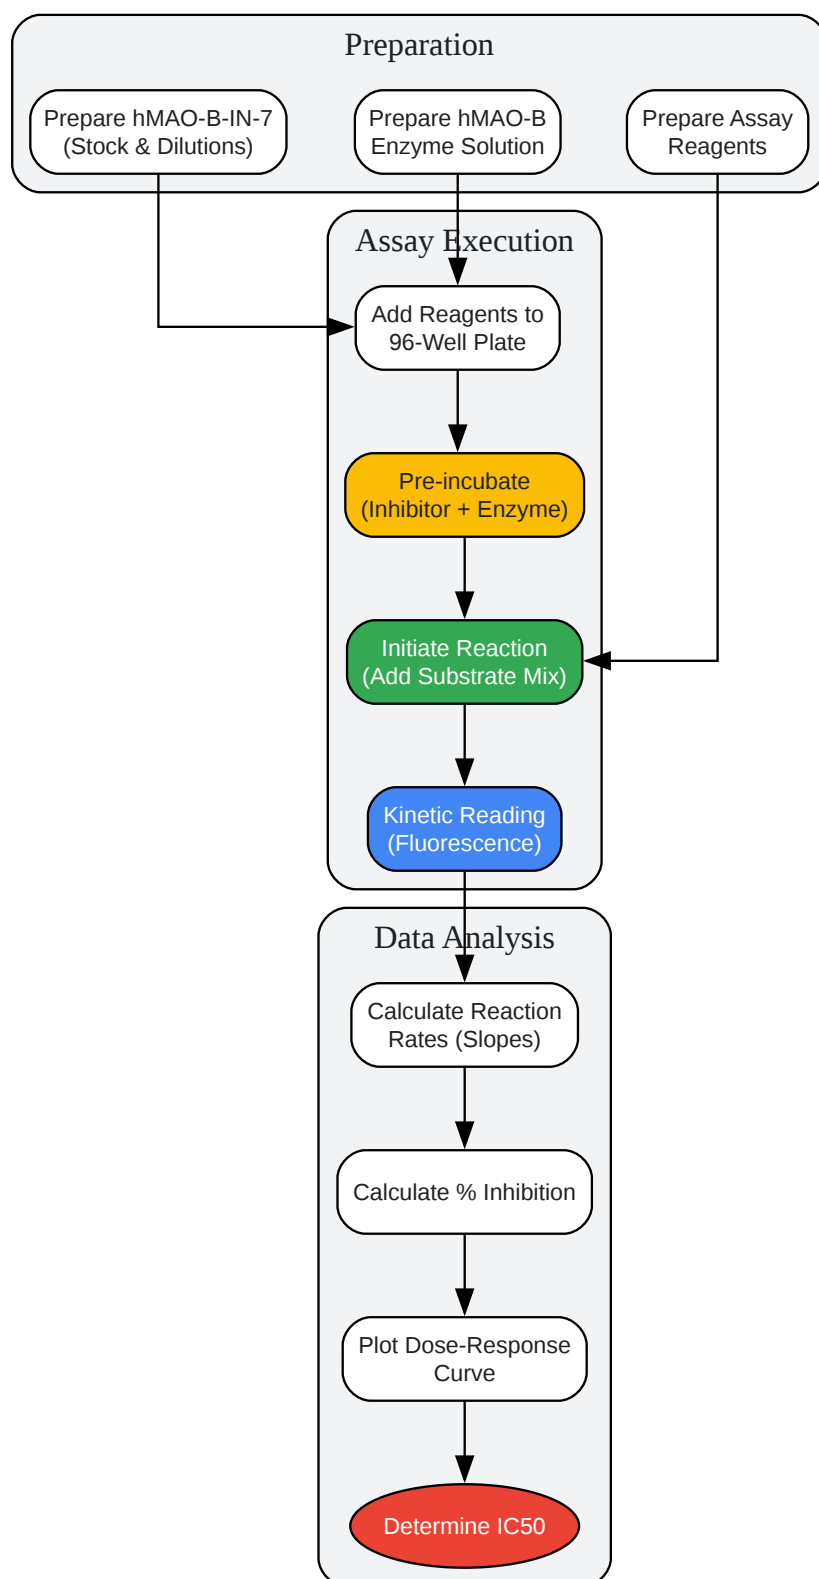 Preparation
Prepare hMAO-B-IN-7
(Stock & Dilutions)
Prepare hMAO-B
Enzyme Solution
Prepare Assay
Reagents
Assay Execution
Add Reagents to
96-Well Plate
Pre-incubate
(Inhibitor + Enzyme)
Initiate Reaction
(Add Substrate Mix)
Kinetic Reading
(Fluorescence)
Data Analysis
Calculate Reaction
Rates (Slopes)
Calculate % Inhibition
Plot Dose-Response
Curve
Determine IC50